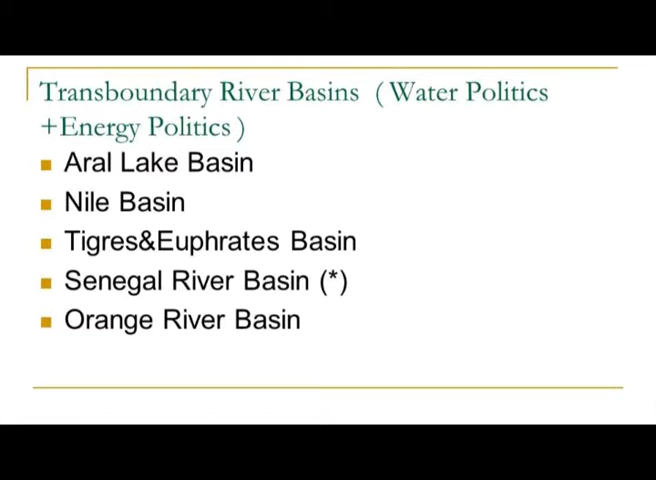 Transboundary River Basins ( Water Politics
+Energy Politics )
Aral Lake Basin
Nile Basin
Tigres&Euphrates Basin
Senegal River Basin (*)
Orange River Basin